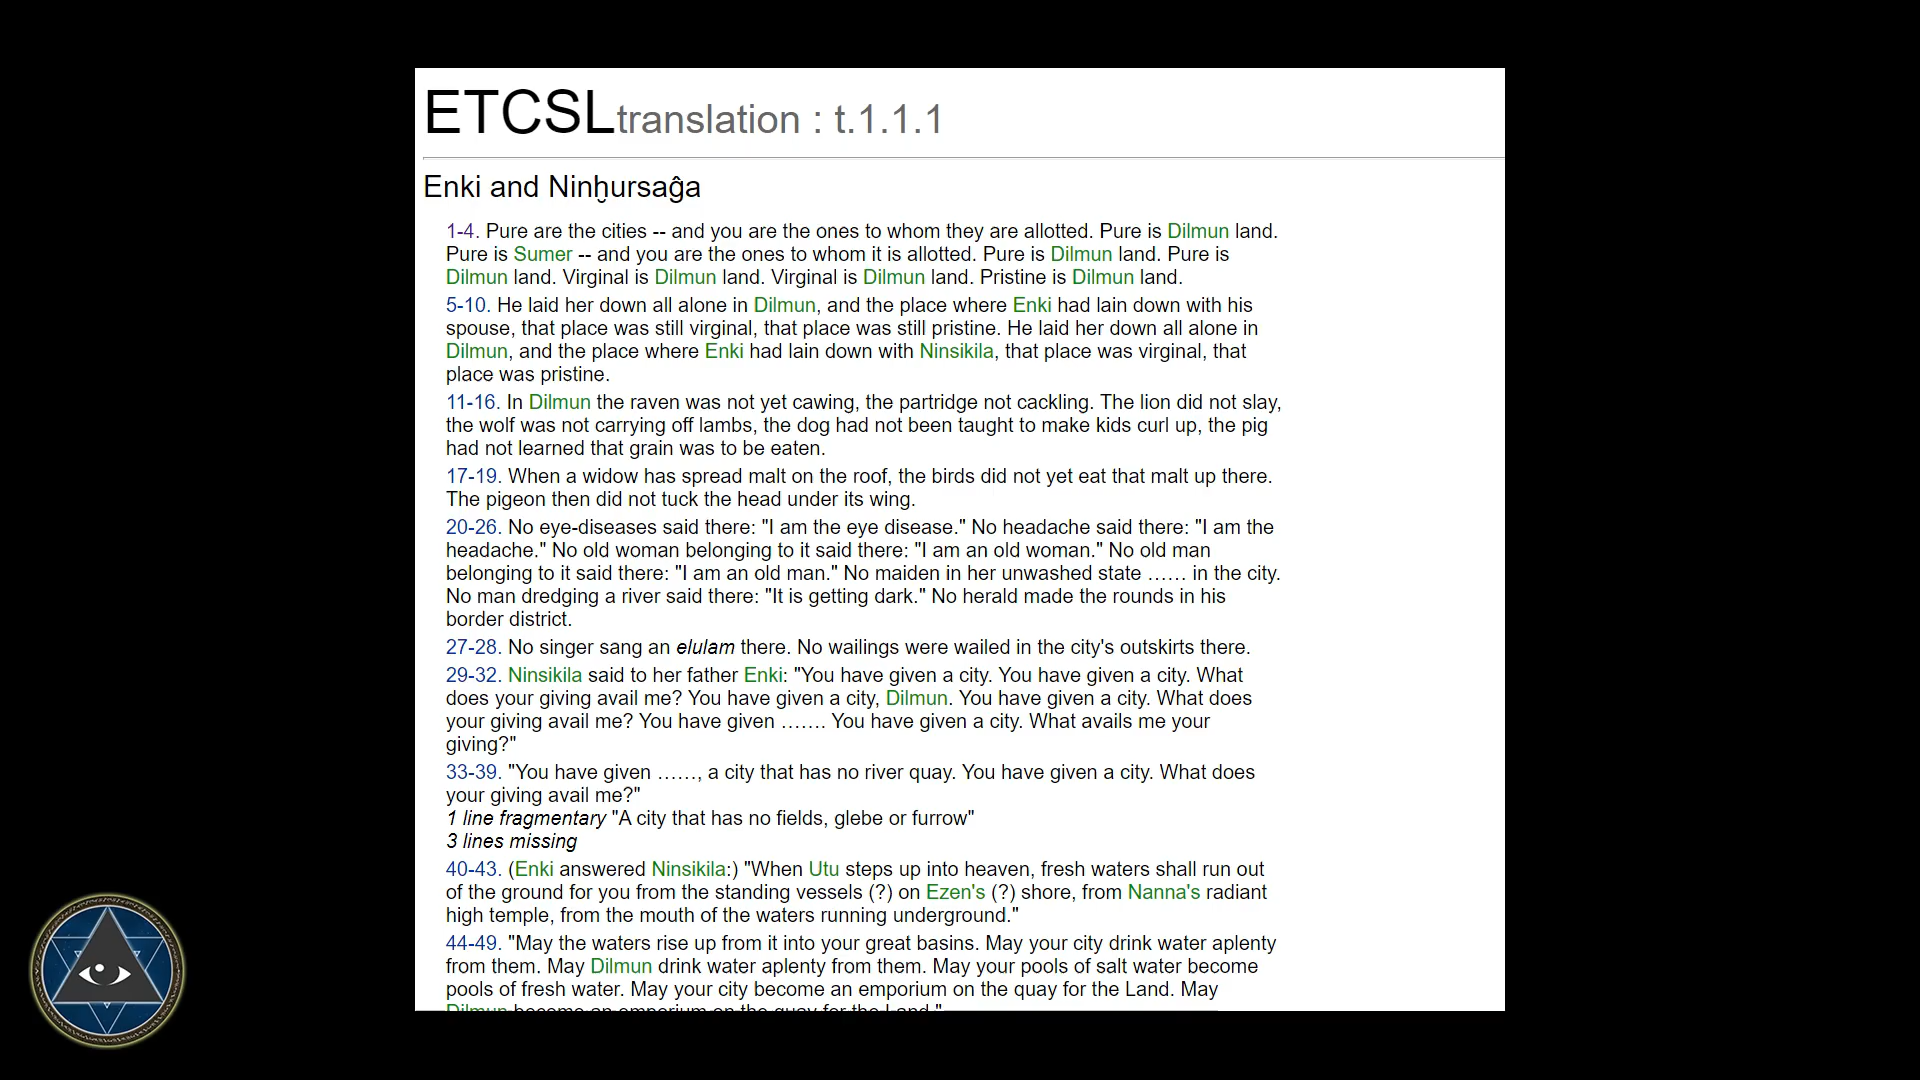 ETCSLtranslation : t.1.1.1
Enki and Ninḫursaĝa
1-4. Pure are the cities -- and you are the ones to whom they are allotted. Pure is Dilmun land.
Pure is Sumer -- and you are the ones to whom it is allotted. Pure is Dilmun land. Pure is
Dilmun land. Virginal is Dilmun land. Virginal is Dilmun land. Pristine is Dilmun land.
5-10. He laid her down all alone in Dilmun, and the place where Enki had lain down with his
spouse, that place was still virginal, that place was still pristine. He laid her down all alone in
Dilmun, and the place where Enki had lain down with Ninsikila, that place was virginal, that
place was pristine.
11-16. In Dilmun the raven was not yet cawing, the partridge not cackling. The lion did not slay,
the wolf was not carrying off lambs, the dog had not been taught to make kids curl up, the pig
had not learned that grain was to be eaten.
17-19. When a widow has spread malt on the roof, the birds did not yet eat that malt up there.
The pigeon then did not tuck the head under its wing.
20-26. No eye-diseases said there: "I am the eye disease." No headache said there: "I am the
headache." No old woman belonging to it said there: "I am an old woman." No old man
belonging to it said there: "I am an old man." No maiden in her unwashed state …… in the city.
No man dredging a river said there: "It is getting dark." No herald made the rounds in his
border district.
27-28. No singer sang an elulam there. No wailings were wailed in the city's outskirts there.
29-32. Ninsikila said to her father Enki: "You have given a city. You have given a city. What
does your giving avail me? You have given a city, Dilmun. You have given a city. What does
your giving avail me? You have given ……. You have given a city. What avails me your
giving?"
33-39. "You have given ……, a city that has no river quay. You have given a city. What does
your giving avail me?"
1 line fragmentary "A city that has no fields, glebe or furrow"
3 lines missing
40-43. (Enki answered Ninsikila:) "When Utu steps up into heaven, fresh waters shall run out
of the ground for you from the standing vessels (?) on Ezen's (?) shore, from Nanna's radiant
high temple, from the mouth of the waters running underground."
44-49. "May the waters rise up from it into your great basins. May your city drink water aplenty
from them. May Dilmun drink water aplenty from them. May your pools of salt water become
pools of fresh water. May your city become an emporium on the quay for the Land. May
Dilmun become an emporium on the quay for the Land."